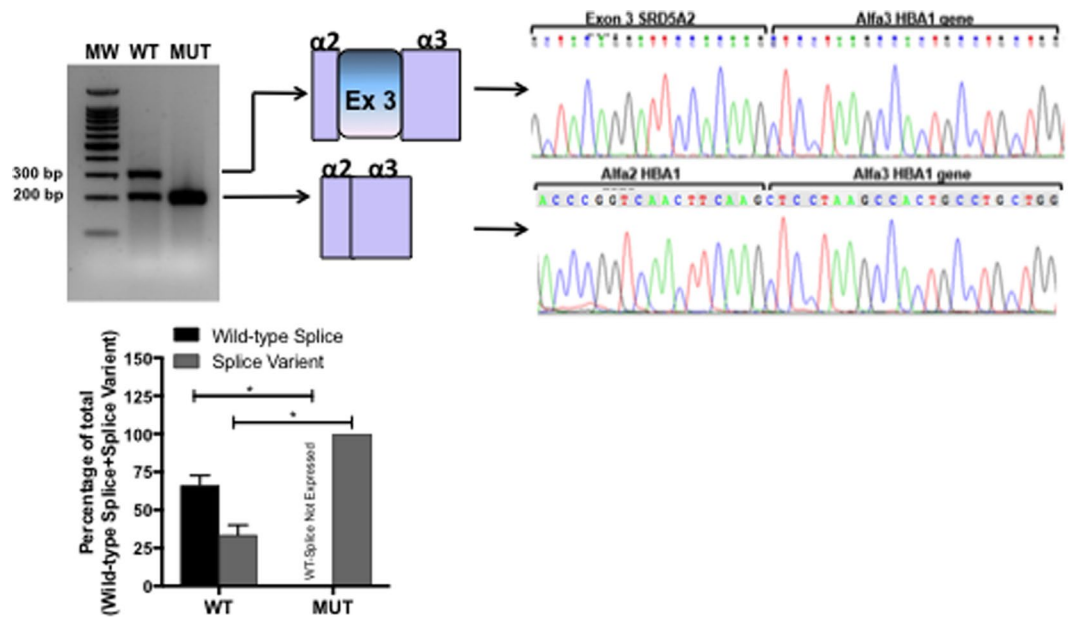 MW WT MUT
300 bp
200 bp
α2 α3
Ex 3
α2 α3
Exon 3 SRD5A2 Alfa3 HBA1 gene
Alfa2 HBA1 Alfa3 HBA1 gene
ACCCGGTCAACTTCAAGCTCCTAAGCCACTGCCTGCTGG
Wild-type Splice
Splice Varient
Percentage of total
(Wild-type Splice+Splice Varient)
150
125
100
75
50
25
0
*
*
WT-Splice Not Expressed
WT MUT